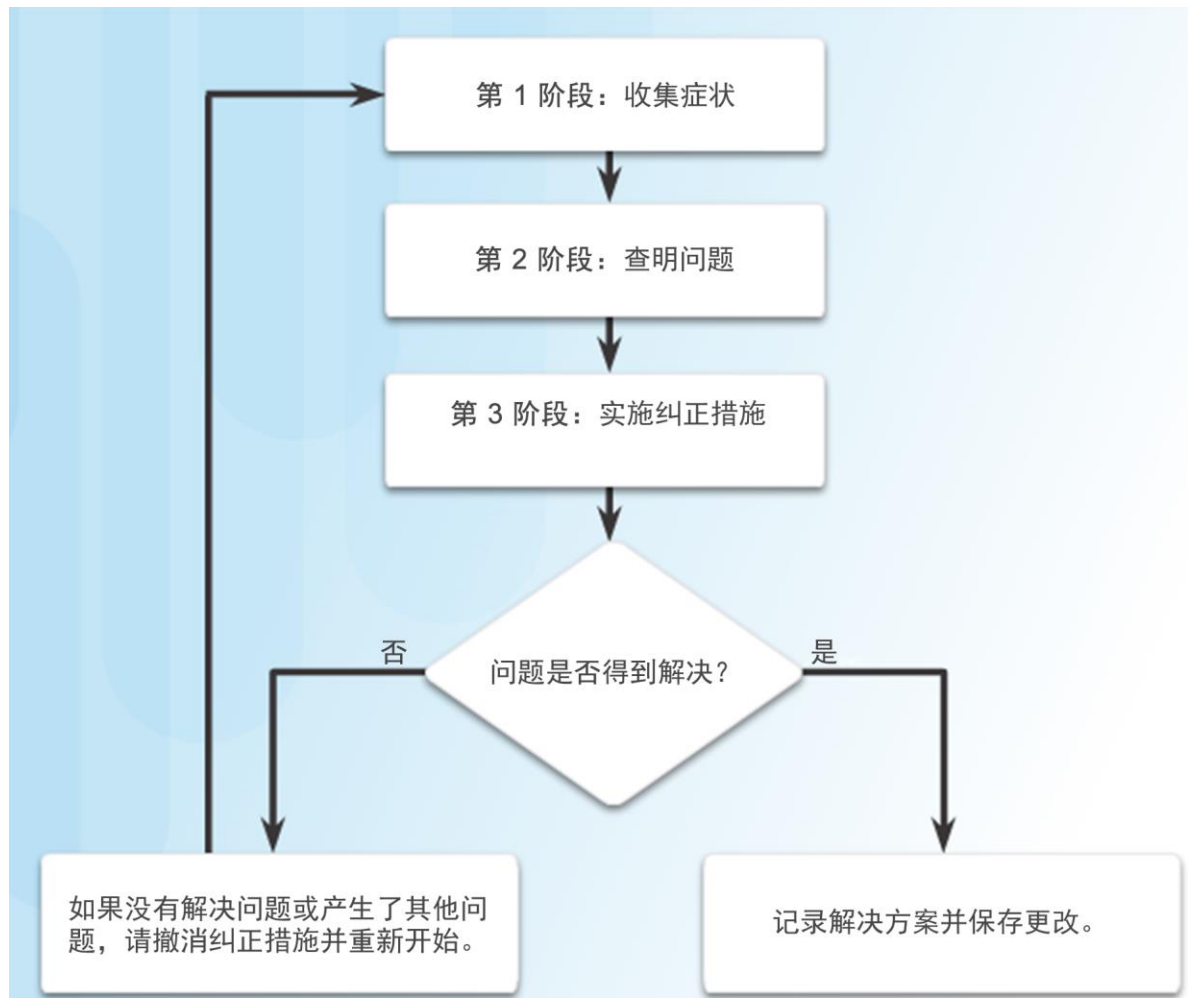 第 1 阶段：收集症状
第 2 阶段：查明问题
第 3 阶段：实施纠正措施
问题是否得到解决？
否
是
如果没有解决问题或产生了其他问
题，请撤消纠正措施并重新开始。
记录解决方案并保存更改。